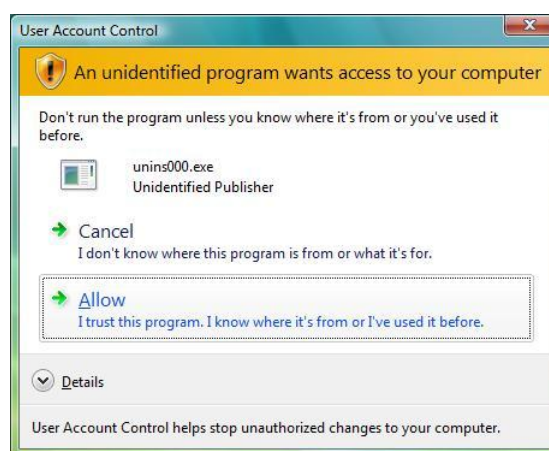 User Account Control
An unidentified program wants access to your computer
Don't run the program unless you know where it's from or you've used it
before.
unins000.exe
Unidentified Publisher
Cancel
I don't know where this program is from or what it's for.
Allow
I trust this program. I know where it's from or I've used it before.
Details
User Account Control helps stop unauthorized changes to your computer.